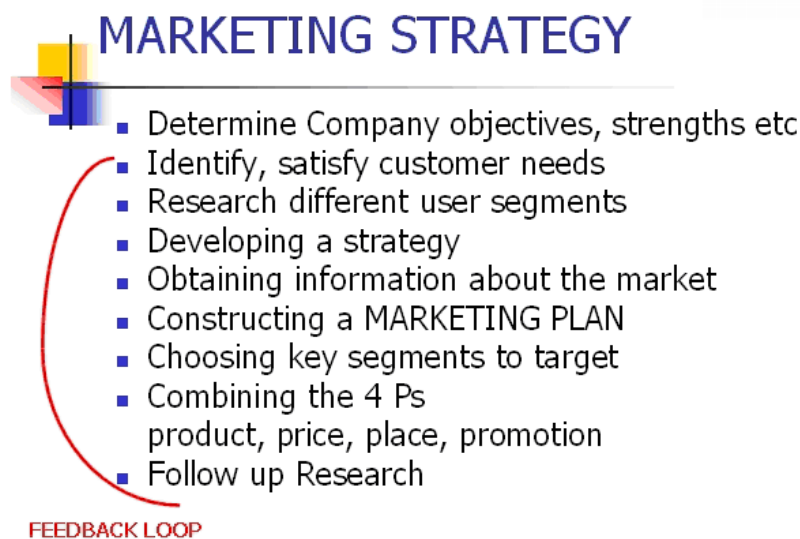 MARKETING STRATEGY
Determine Company objectives, strengths etc
Identify, satisfy customer needs
Research different user segments
Developing a strategy
Obtaining information about the market
Constructing a MARKETING PLAN
Choosing key segments to target
Combining the 4 Ps
product, price, place, promotion
Follow up Research
FEEDBACK LOOP